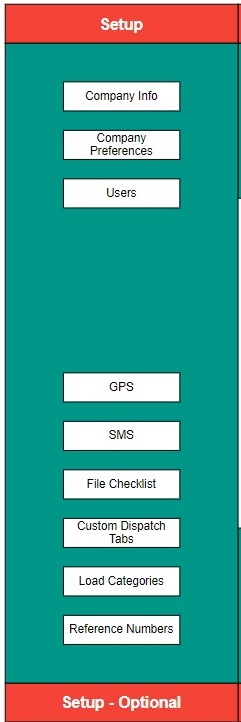 Setup
Company Info
Company
Preferences
Users
GPS
SMS
File Checklist
Custom Dispatch
Tabs
Load Categories
Reference Numbers
Setup - Optional